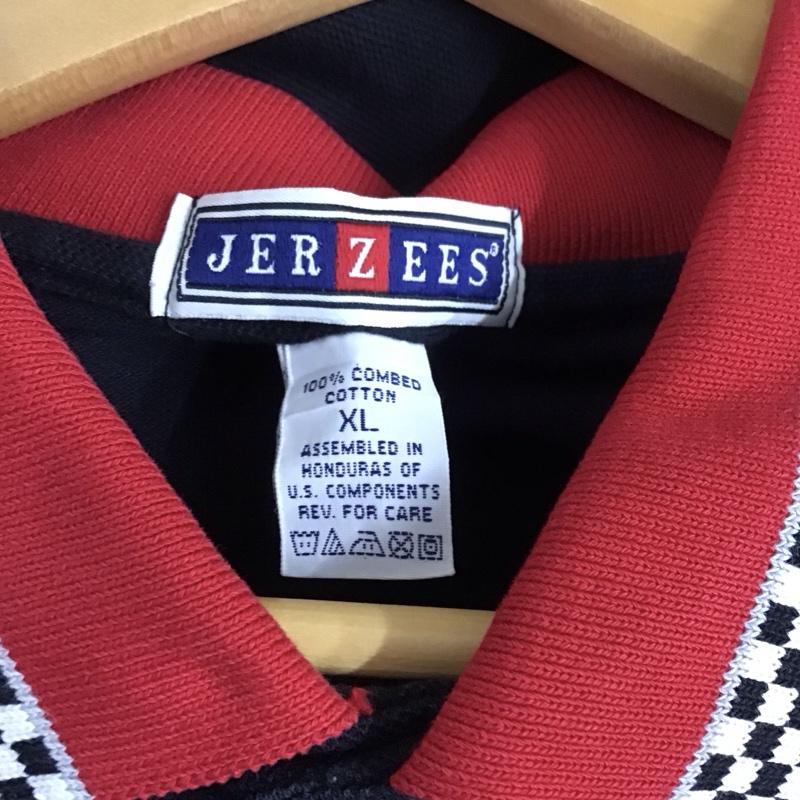 JERZEES®
100% COMBED
COTTON
XL
ASSEMBLED IN
HONDURAS OF
U.S. COMPONENTS
REV. FOR CARE